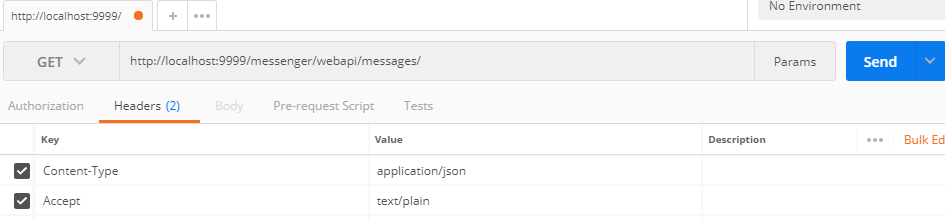 http://localhost:9999/ + ••• No Environment
GET http://localhost:9999/messenger/webapi/messages/ Params Send
Authorization Headers (2) Body Pre-request Script Tests
Key Value Description ••• Bulk Ed
Content-Type application/json
Accept text/plain